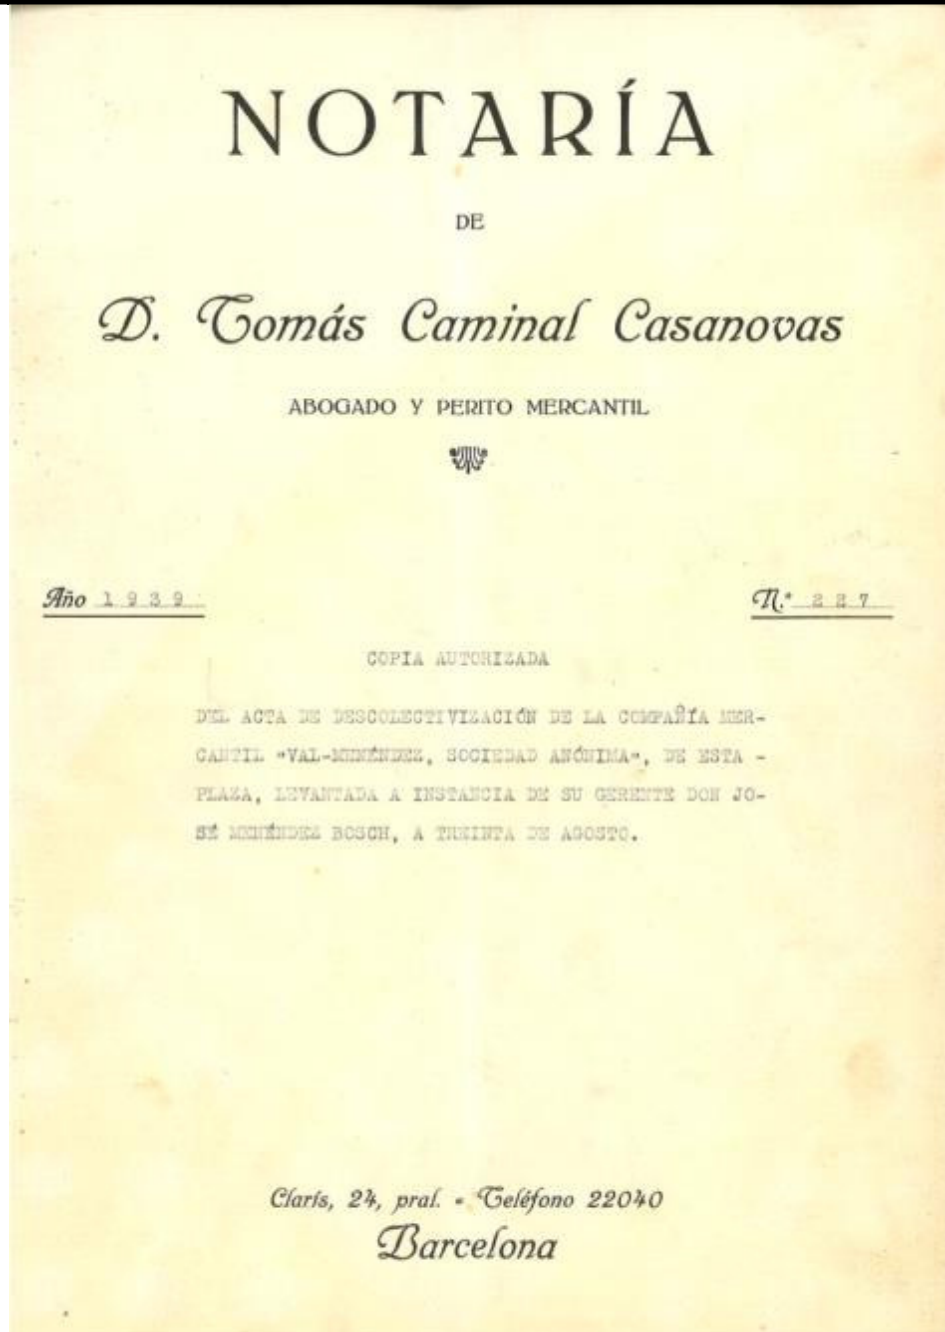 NOTARÍA
DE
D. Tomás Caminal Casanovas
ABOGADO Y PERITO MERCANTIL
Año 1939
N.º 227
COPIA AUTORIZADA
DEL ACTA DE DESCOLECTIVIZACIÓN DE LA COMPAÑÍA MER-
CANTIL "VAL-MENÉNDEZ, SOCIEDAD ANÓNIMA", DE ESTA -
PLAZA, LEVANTADA A INSTANCIA DE SU GERENTE DON JO-
SÉ MENÉNDEZ BOSCH, A TREINTA DE AGOSTO.
Clarís, 24, pral. - Teléfono 22040
Barcelona